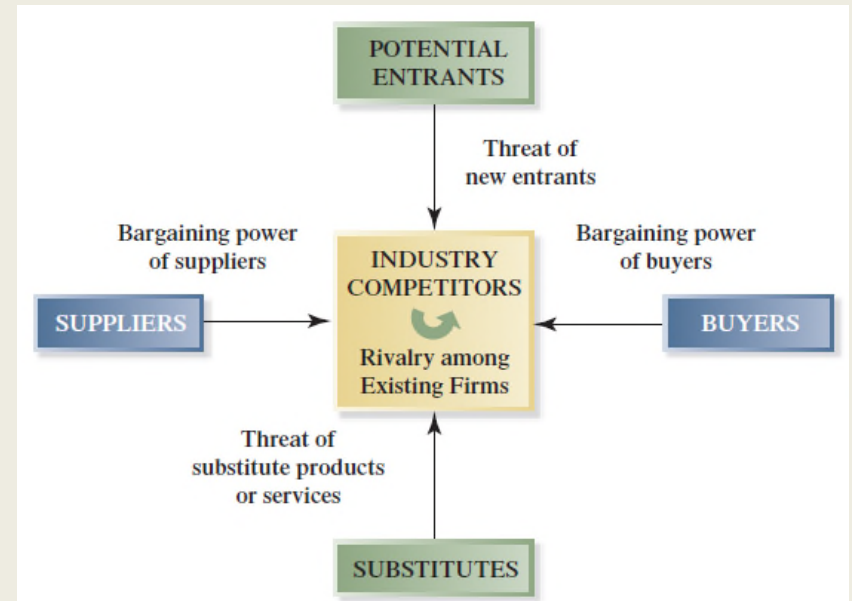 POTENTIAL
ENTRANTS
Threat of
new entrants
Bargaining power
of suppliers
Bargaining power
of buyers
INDUSTRY
COMPETITORS
SUPPLIERS
BUYERS
Rivalry among
Existing Firms
Threat of
substitute products
or services
SUBSTITUTES